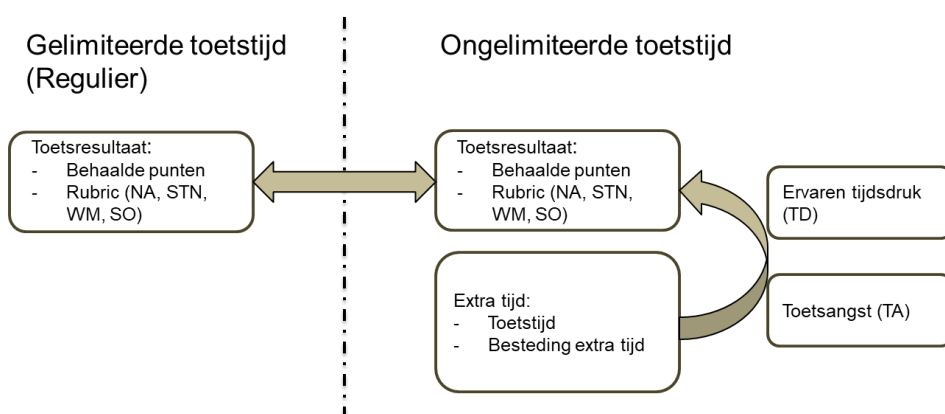 Gelimiteerde toetstijd
(Regulier)
Ongelimiteerde toetstijd
Toetsresultaat:
- Behaalde punten
- Rubric (NA, STN,
WM, SO)
Toetsresultaat:
- Behaalde punten
- Rubric (NA, STN,
WM, SO)
Ervaren tijdsdruk
(TD)
Extra tijd:
- Toetstijd
- Besteding extra tijd
Toetsangst (TA)